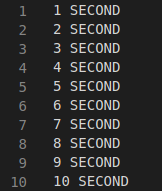 1 1 SECOND
2 2 SECOND
3 3 SECOND
4 4 SECOND
5 5 SECOND
6 6 SECOND
7 7 SECOND
8 8 SECOND
9 9 SECOND
10 10 SECOND